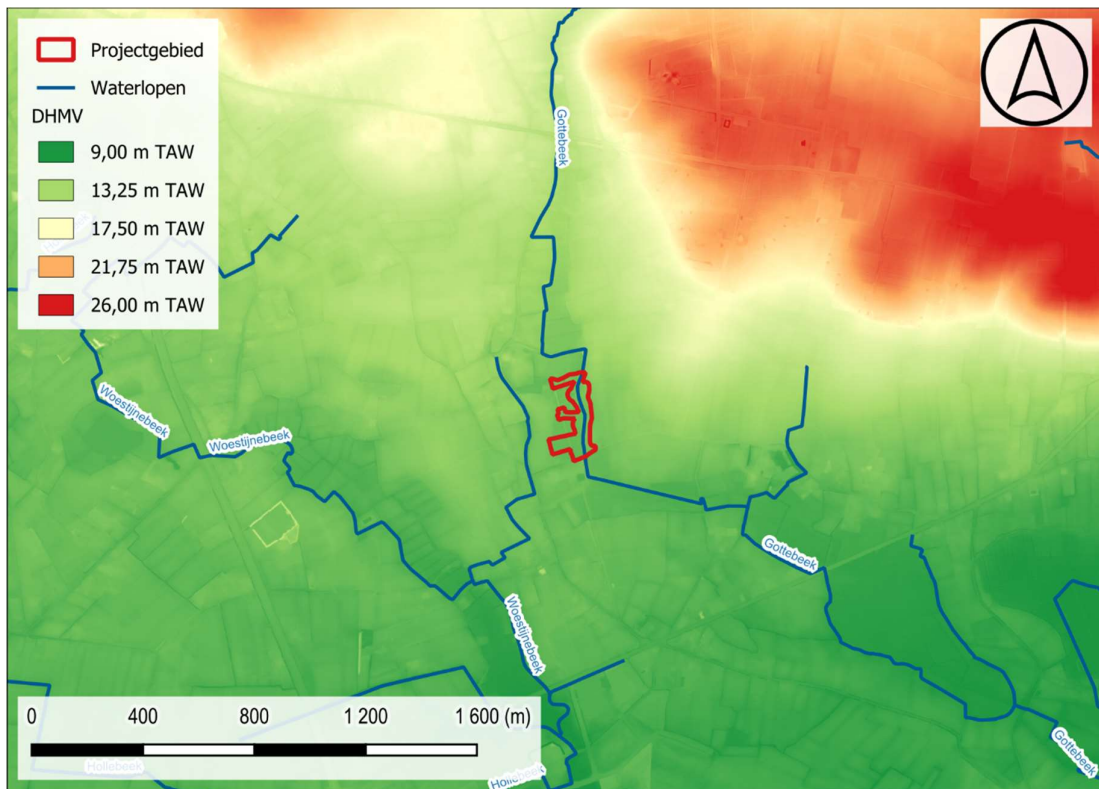 Projectgebied
Waterlopen
DHMV
9,00 m TAW
13,25 m TAW
17,50 m TAW
21,75 m TAW
26,00 m TAW
Gottebeek
Woestijnebeek
Woestijnebeek
Gottebeek
Woestijnebeek
Gottebeek
0 400 800 1 200 1 600 (m)
Hollebeek
Hollebeek